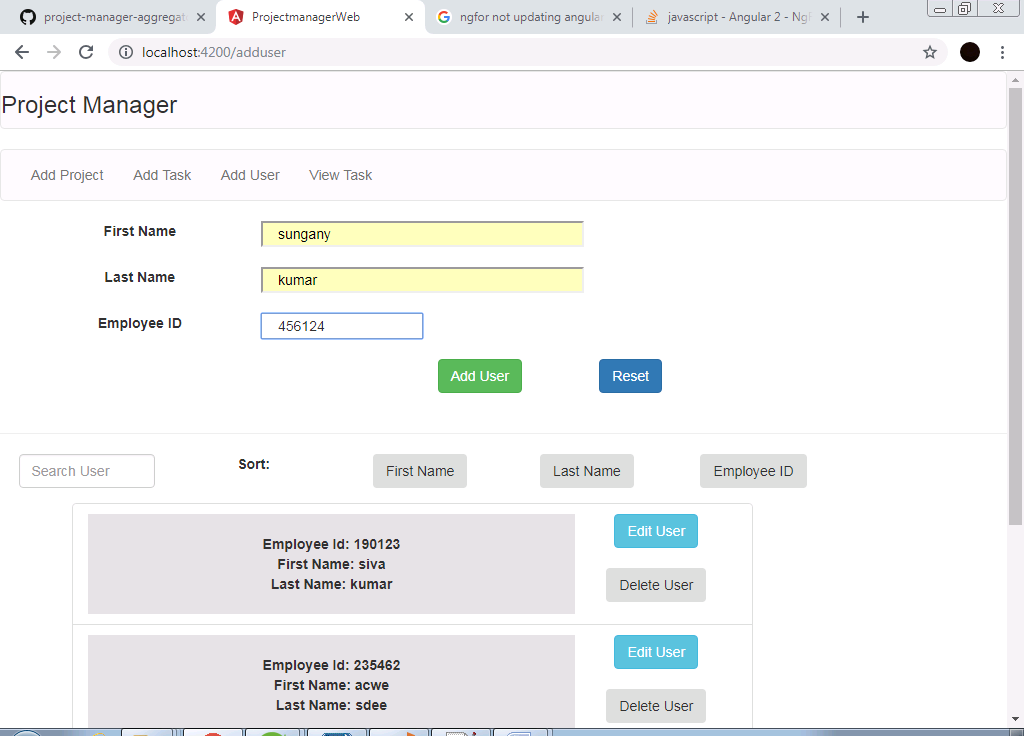 project-manager-aggregat
ProjectmanagerWeb
ngfor not updating angular
javascript - Angular 2 - Ngf
localhost:4200/adduser
Project Manager
Add Project Add Task Add User View Task
First Name sungany
Last Name kumar
Employee ID 456124
Add User Reset
Search User Sort: First Name Last Name Employee ID
Employee Id: 190123
First Name: siva
Last Name: kumar
Edit User
Delete User
Employee Id: 235462
First Name: acwe
Last Name: sdee
Edit User
Delete User